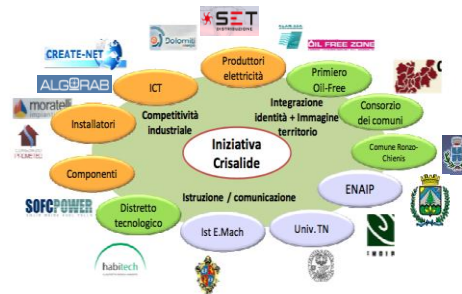 SET
DISTRIBUZIONE
Dolomiti
OIL FREE ZONE
CREATE-NET
Produttori
elettricità
ICT
Primiero
Oil-Free
ALGORAB
Competitività
industriale
Integrazione
identità + Immagine
territorio
Consorzio
dei comuni
moratelli
Installatori
Iniziativa
Crisalide
Comune Ronzo-
Chienis
PROMETEO
Componenti
ENAIP
Istruzione / comunicazione
SOFCPOWER
Distretto
tecnologico
Ist E.Mach
Univ. TN
ENAIP
habitech